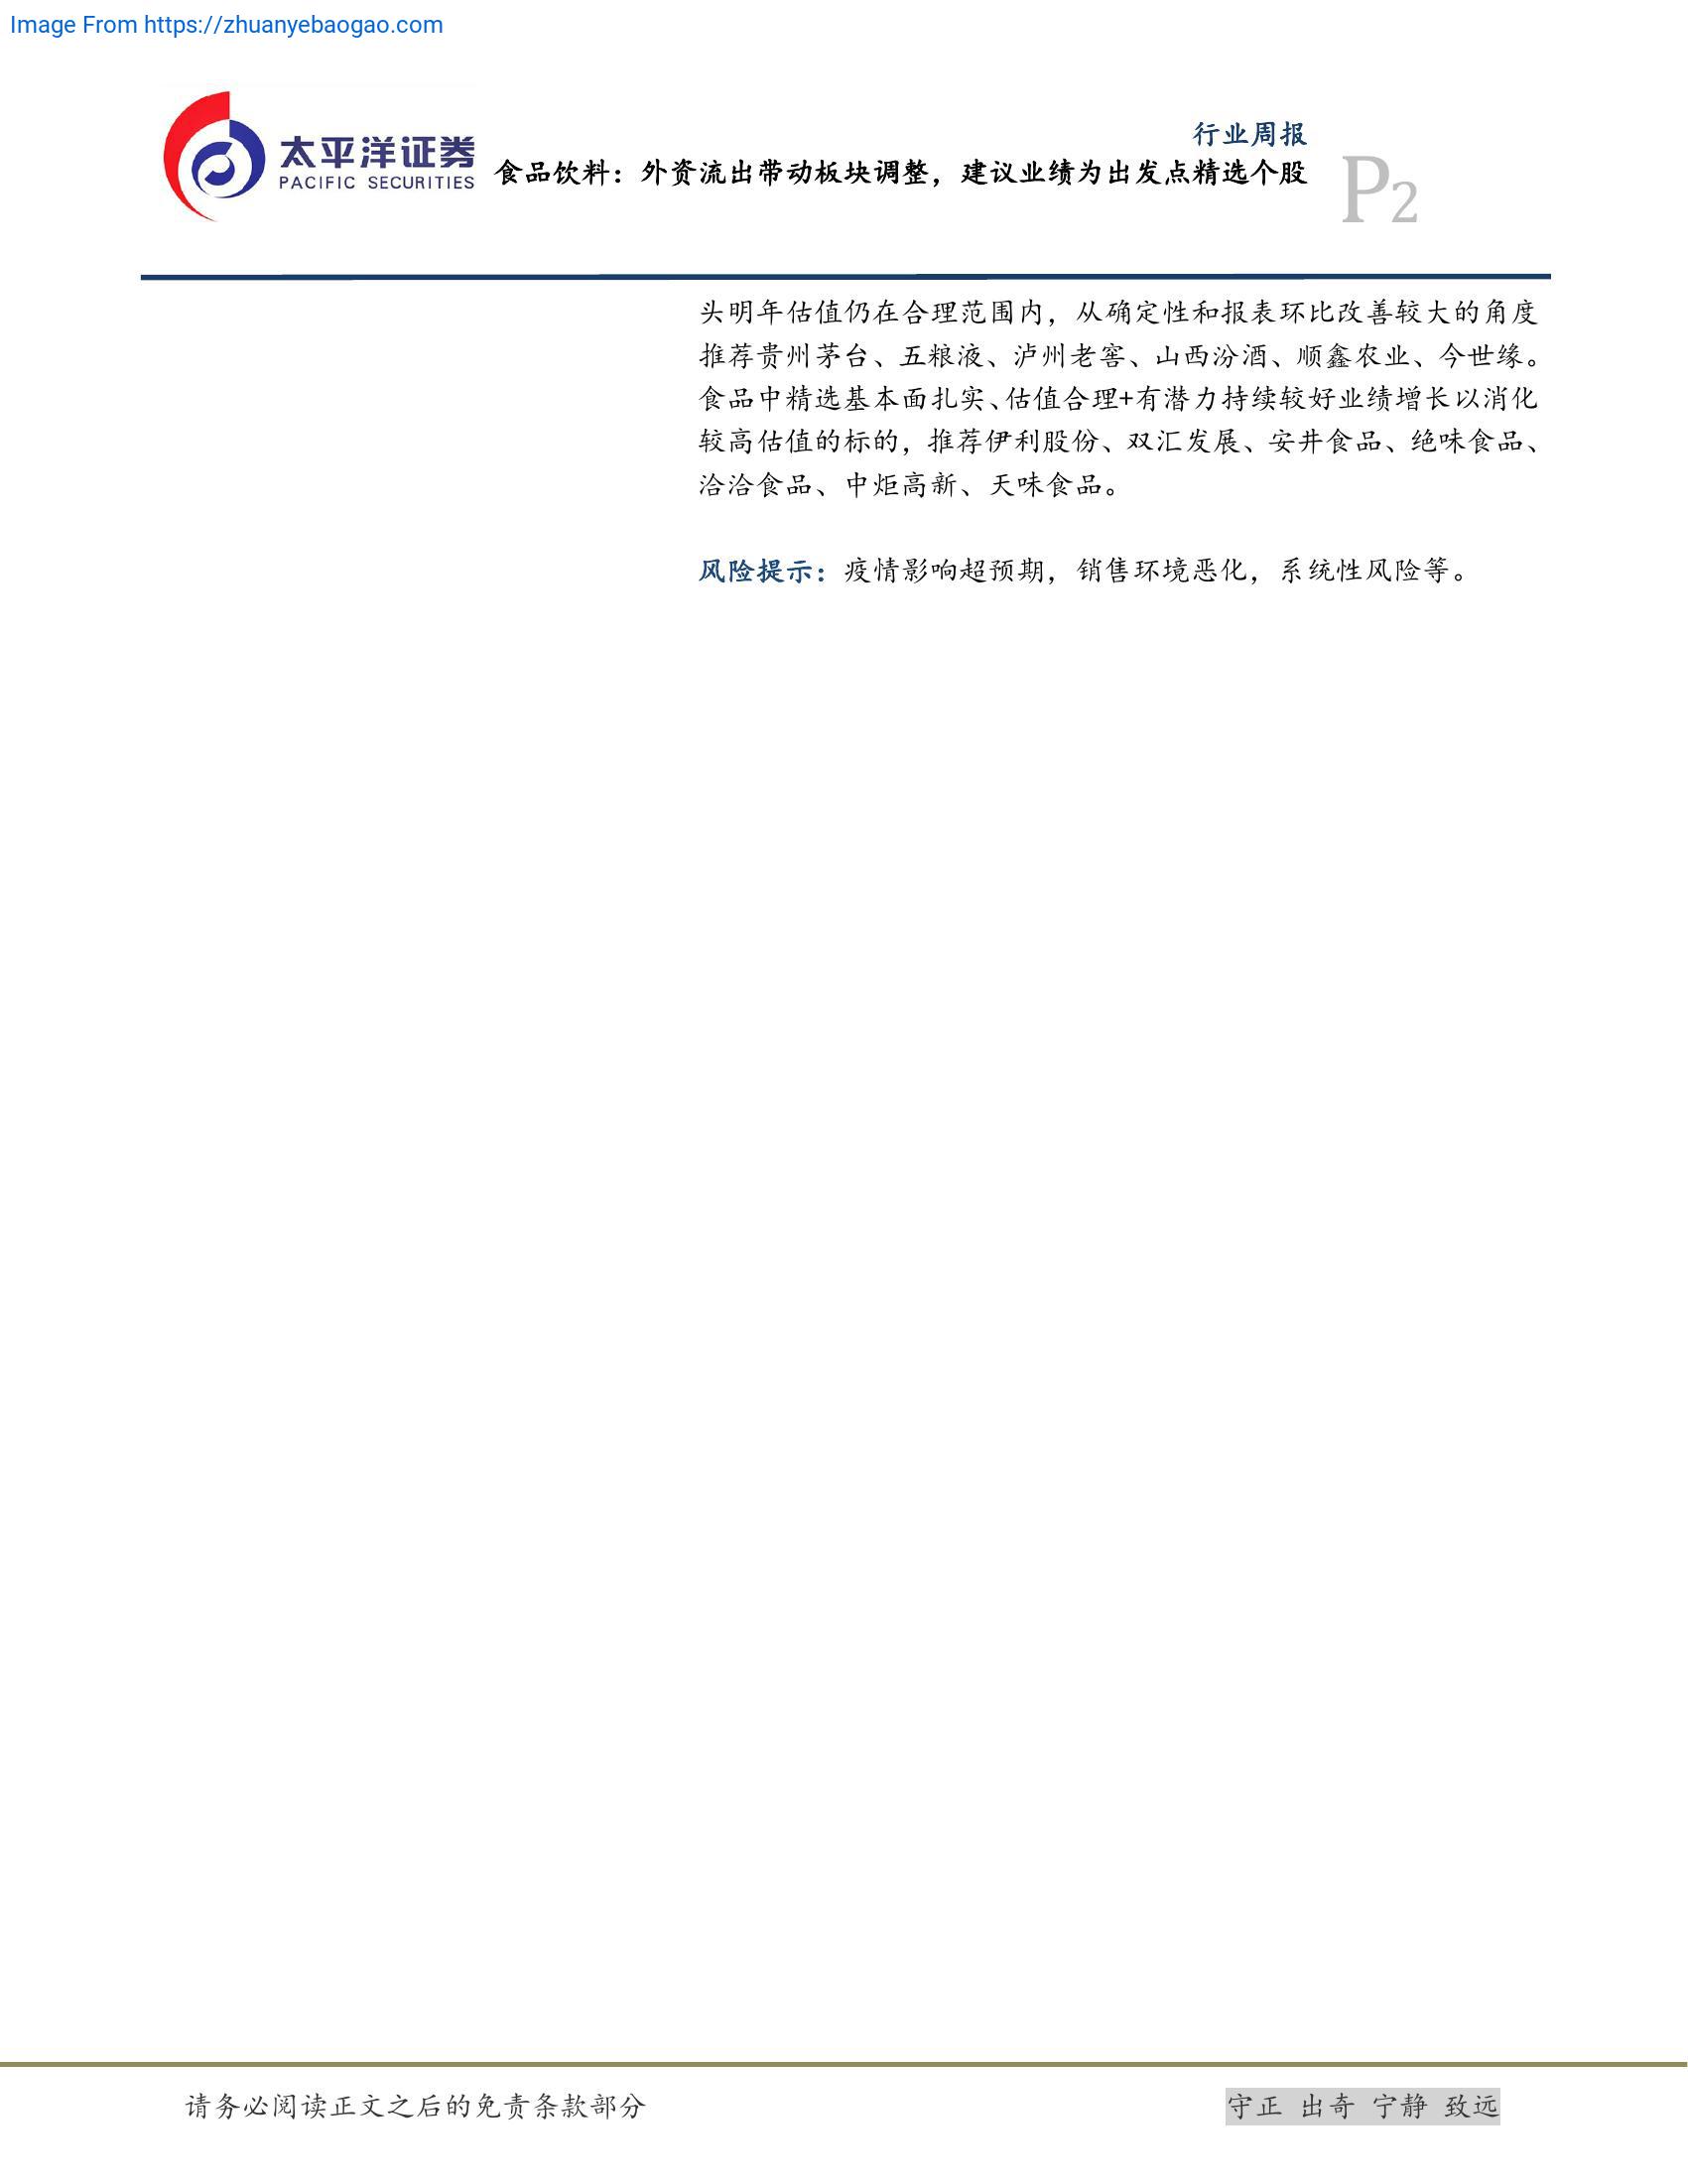 Image From https://zhuanyebaogao.com
太平洋证券
PACIFIC SECURITIES
行业周报
食品饮料：外资流出带动板块调整，建议业绩为出发点精选个股
P2
头明年估值仍在合理范围内，从确定性和报表环比改善较大的角度
推荐贵州茅台、五粮液、泸州老窖、山西汾酒、顺鑫农业、今世缘。
食品中精选基本面扎实、估值合理+有潜力持续较好业绩增长以消化
较高估值的标的，推荐伊利股份、双汇发展、安井食品、绝味食品、
洽洽食品、中炬高新、天味食品。
风险提示：疫情影响超预期，销售环境恶化，系统性风险等。
请务必阅读正文之后的免责条款部分
守正 出奇 宁静 致远